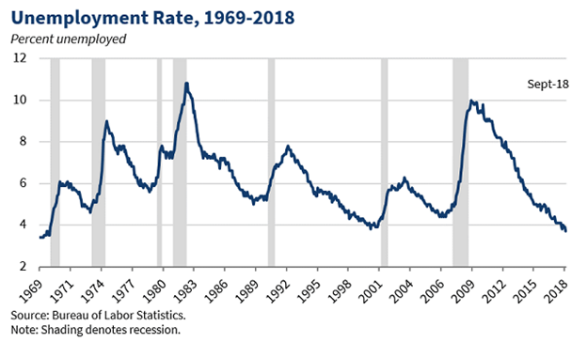 Unemployment Rate, 1969-2018
Percent unemployed
12
Sept-18
10
8
6
4
2
1969 1971 1974 1977 1980 1983 1986 1989 1992 1995 1998 2001 2004 2006 2009 2012 2015 2018
Source: Bureau of Labor Statistics.
Note: Shading denotes recession.